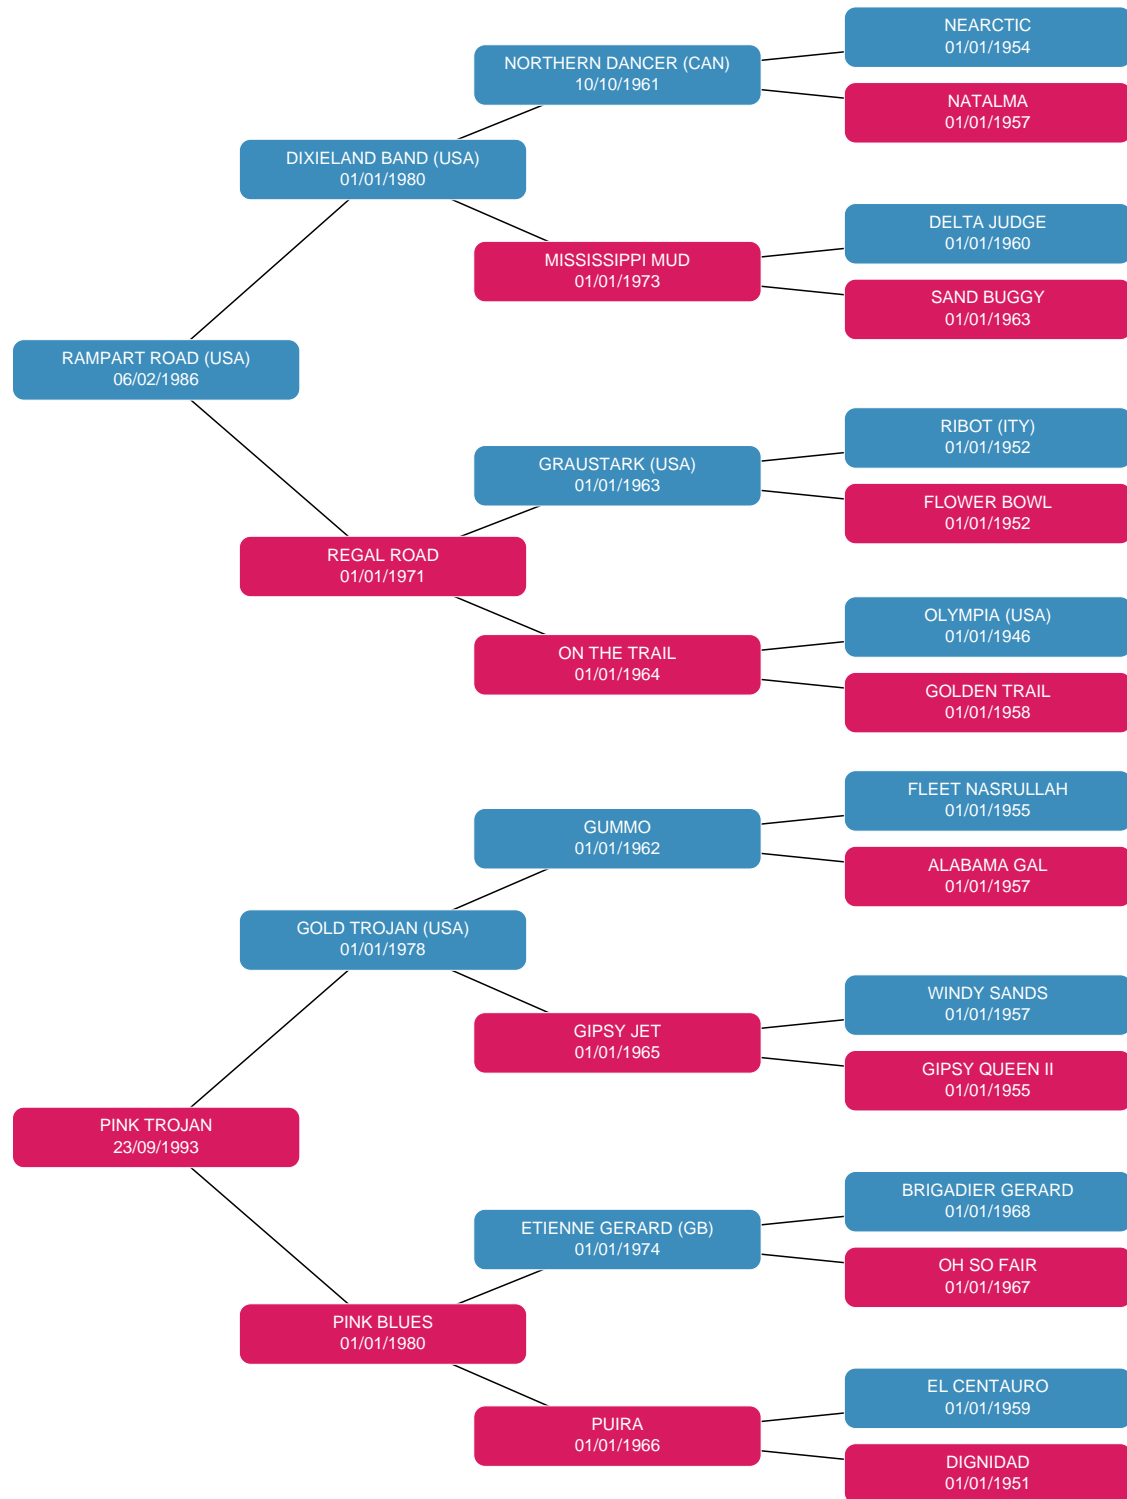 NEARCTIC
01/01/1954
NORTHERN DANCER (CAN)
10/10/1961
NATALMA
01/01/1957
DIXIELAND BAND (USA)
01/01/1980
DELTA JUDGE
01/01/1960
MISSISSIPPI MUD
01/01/1973
SAND BUGGY
01/01/1963
RAMPART ROAD (USA)
06/02/1986
RIBOT (ITY)
01/01/1952
GRAUSTARK (USA)
01/01/1963
FLOWER BOWL
01/01/1952
REGAL ROAD
01/01/1971
OLYMPIA (USA)
01/01/1946
ON THE TRAIL
01/01/1964
GOLDEN TRAIL
01/01/1958
FLEET NASRULLAH
01/01/1955
GUMMO
01/01/1962
ALABAMA GAL
01/01/1957
GOLD TROJAN (USA)
01/01/1978
WINDY SANDS
01/01/1957
GIPSY JET
01/01/1965
GIPSY QUEEN II
01/01/1955
PINK TROJAN
23/09/1993
BRIGADIER GERARD
01/01/1968
ETIENNE GERARD (GB)
01/01/1974
OH SO FAIR
01/01/1967
PINK BLUES
01/01/1980
EL CENTAURO
01/01/1959
PUIRA
01/01/1966
DIGNIDAD
01/01/1951